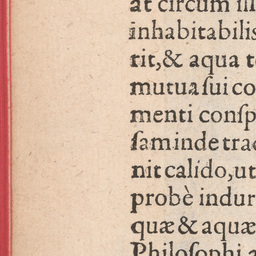 at circum
inhabitabilis
rit, & aqua
mutua ſui co
menti conſp
ſam inde trac
nit calido, ut
probè indur
quæ & aquæ
Philoſophi a